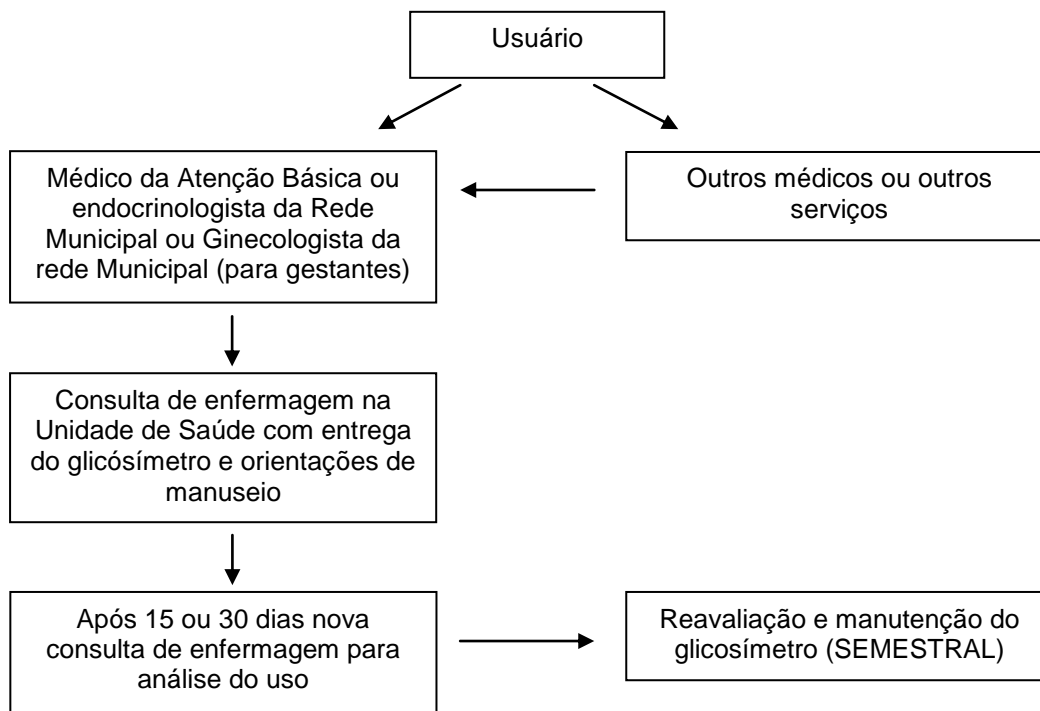 Usuário
Médico da Atenção Básica ou
endocrinologista da Rede
Municipal ou Ginecologista da
rede Municipal (para gestantes)
Outros médicos ou outros
serviços
Consulta de enfermagem na
Unidade de Saúde com entrega
do glicósímetro e orientações de
manuseio
Após 15 ou 30 dias nova
consulta de enfermagem para
análise do uso
Reavaliação e manutenção do
glicosímetro (SEMESTRAL)